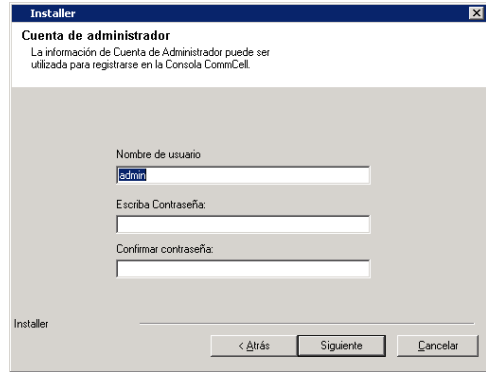 Installer
Cuenta de administrador
La información de Cuenta de Administrador puede ser
utilizada para registrarse en la Consola CommCell.
Nombre de usuario
admin
Escriba Contraseña:
Confirmar contraseña:
Installer
< Atrás
Siguiente
Cancelar